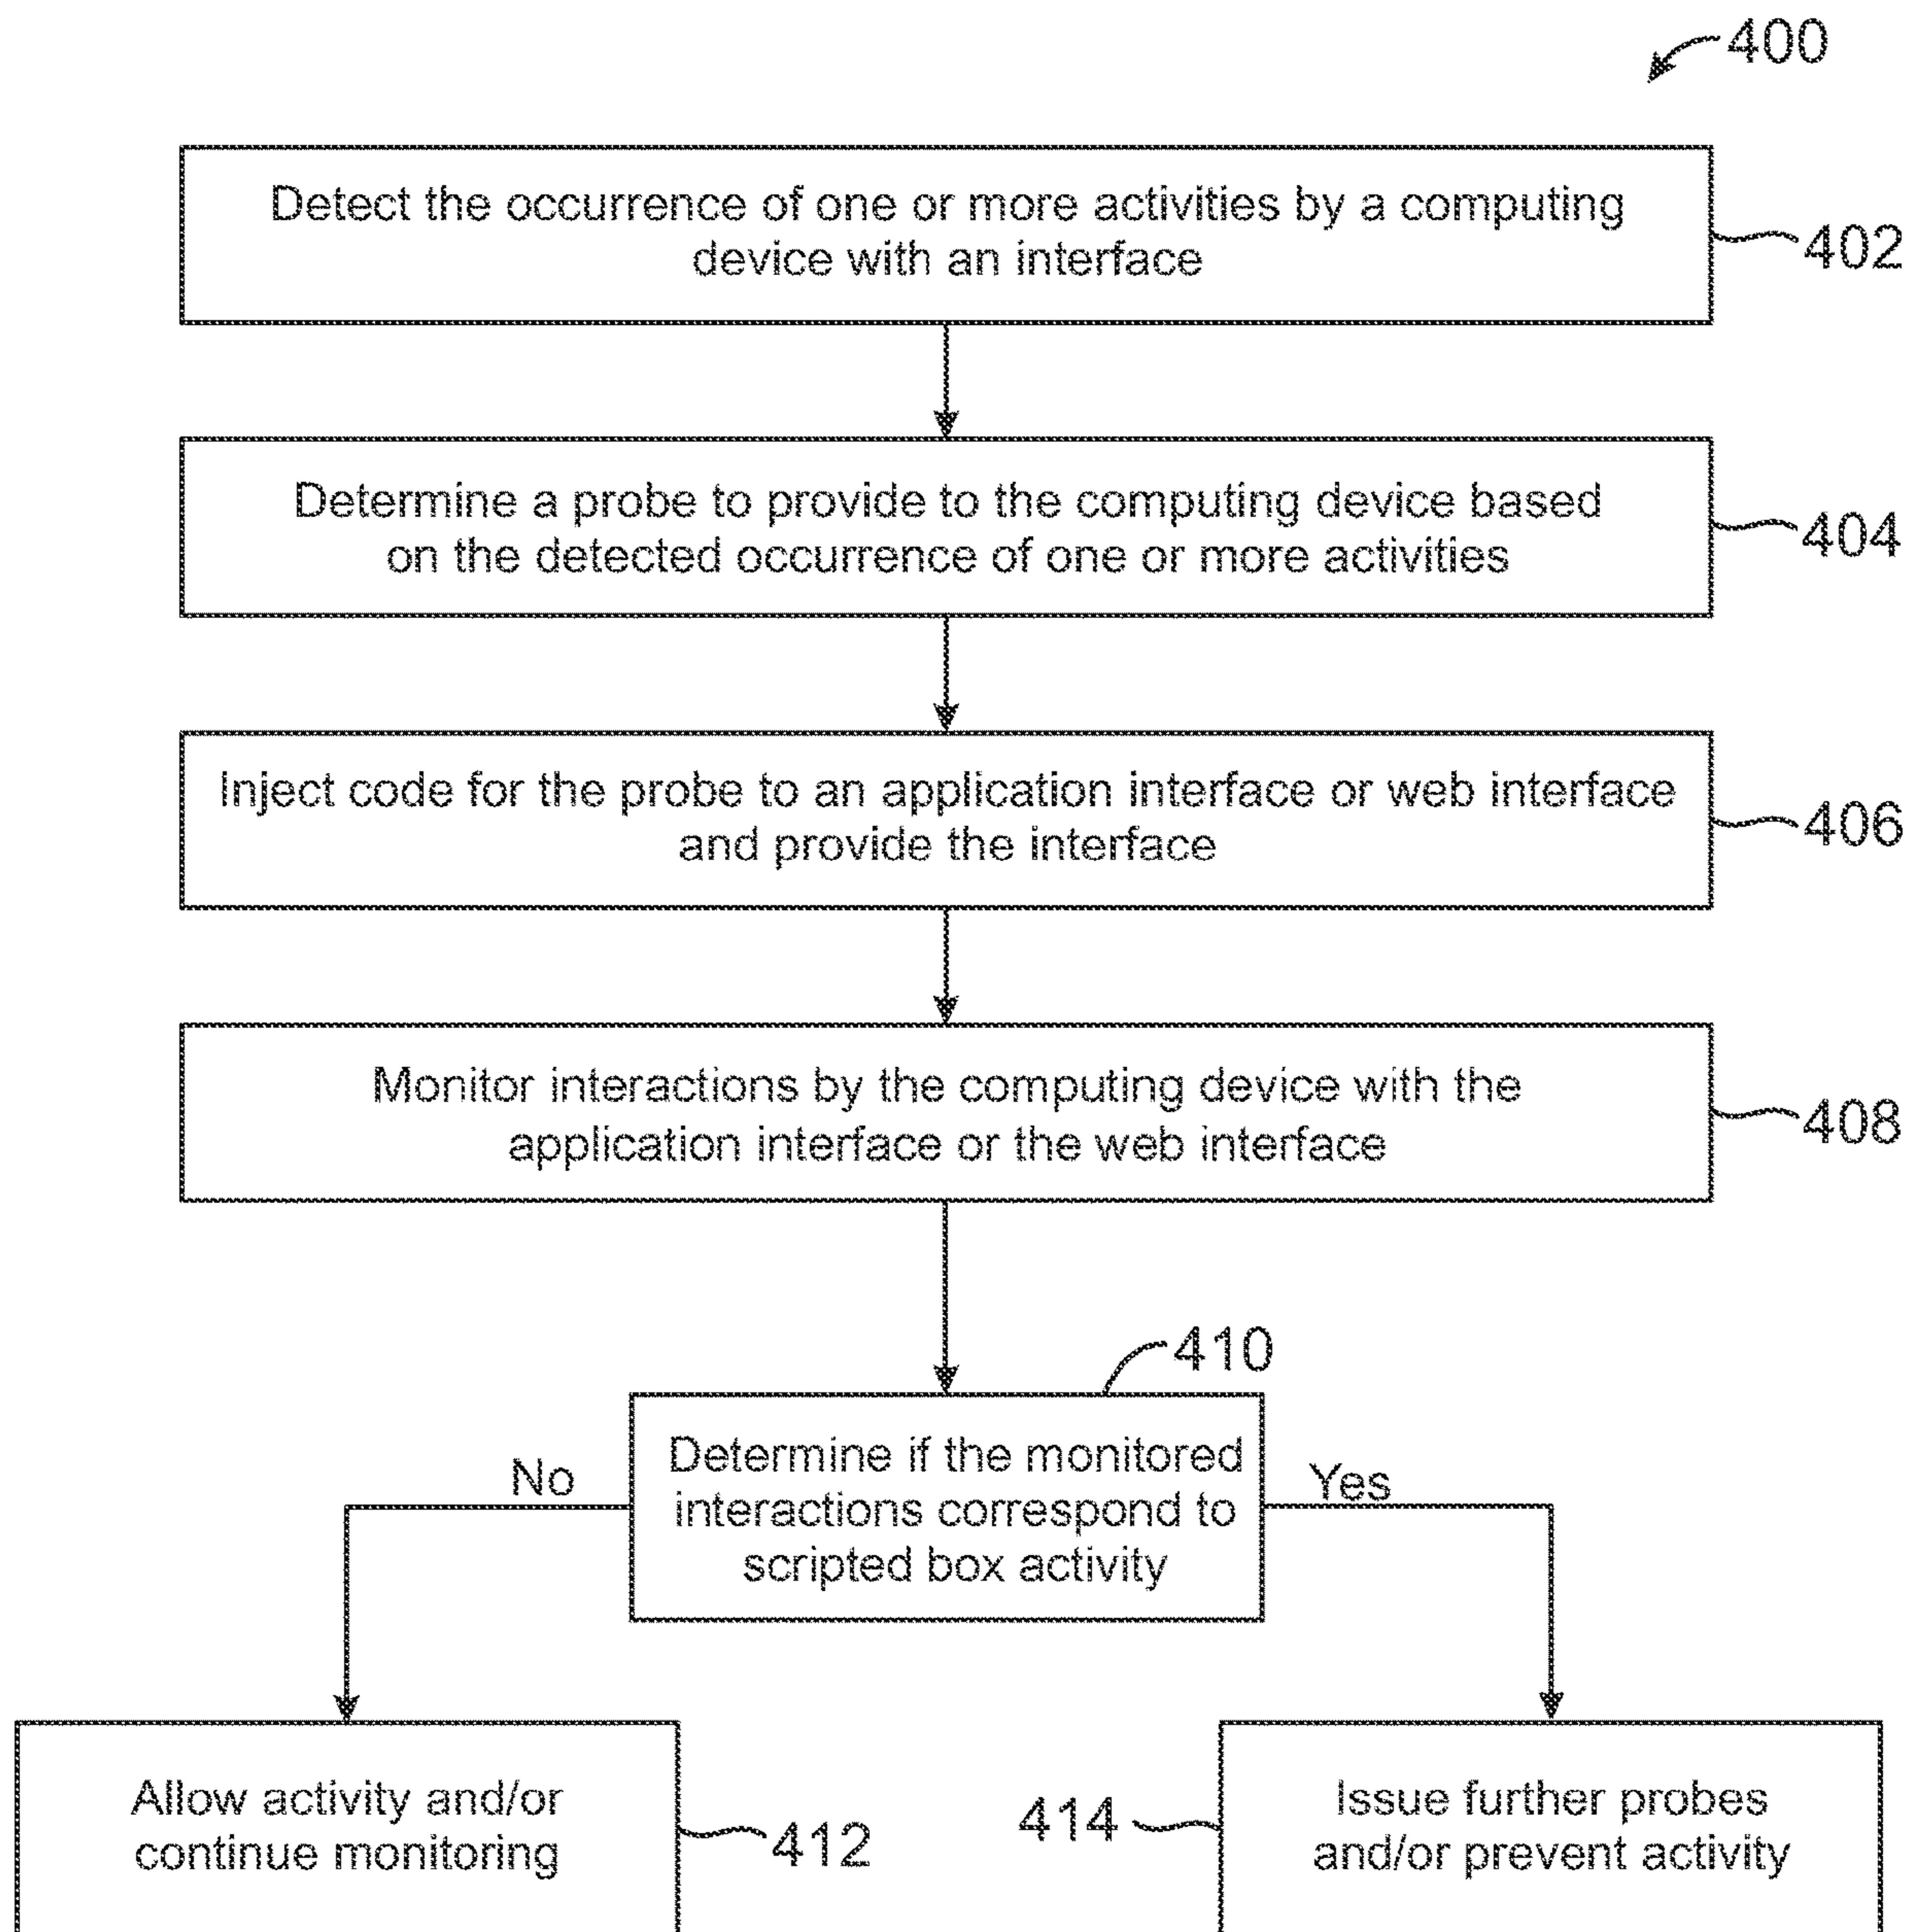 400
Detect the occurrence of one or more activities by a computing
device with an interface
402
Determine a probe to provide to the computing device based
on the detected occurrence of one or more activities
404
Inject code for the probe to an application interface or web interface
and provide the interface
406
Monitor interactions by the computing device with the
application interface or the web interface
408
410
Determine if the monitored
interactions correspond to
scripted box activity
No
Yes
Allow activity and/or
continue monitoring
412
414
Issue further probes
and/or prevent activity